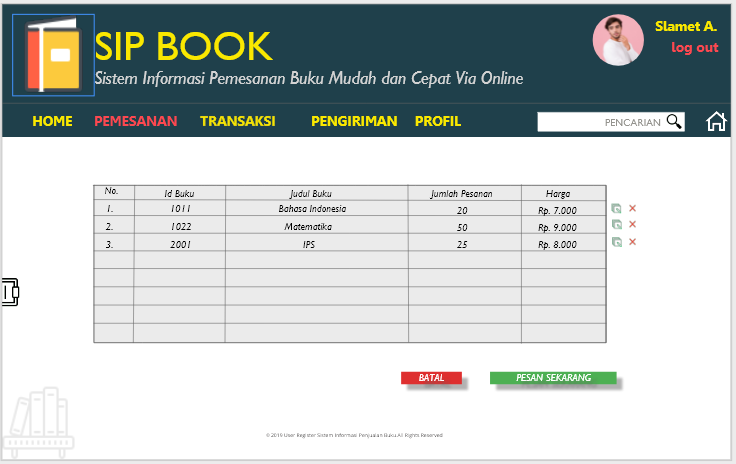 SIP BOOK
Sistem Informasi Pemesanan Buku Mudah dan Cepat Via Online
Slamet A.
log out
HOME PEMESANAN TRANSAKSI PENGIRIMAN PROFIL PENCARIAN
No. Id Buku Judul Buku Jumlah Pesanan Harga
1. 1011 Bahasa Indonesia 20 Rp. 7.000
2. 1022 Matematika 50 Rp. 9.000
3. 2001 IPS 25 Rp. 8.000
BATAL PESAN SEKARANG
© 2019 User Register Sistem Informasi Penjualan Buku.All Rights Reserved